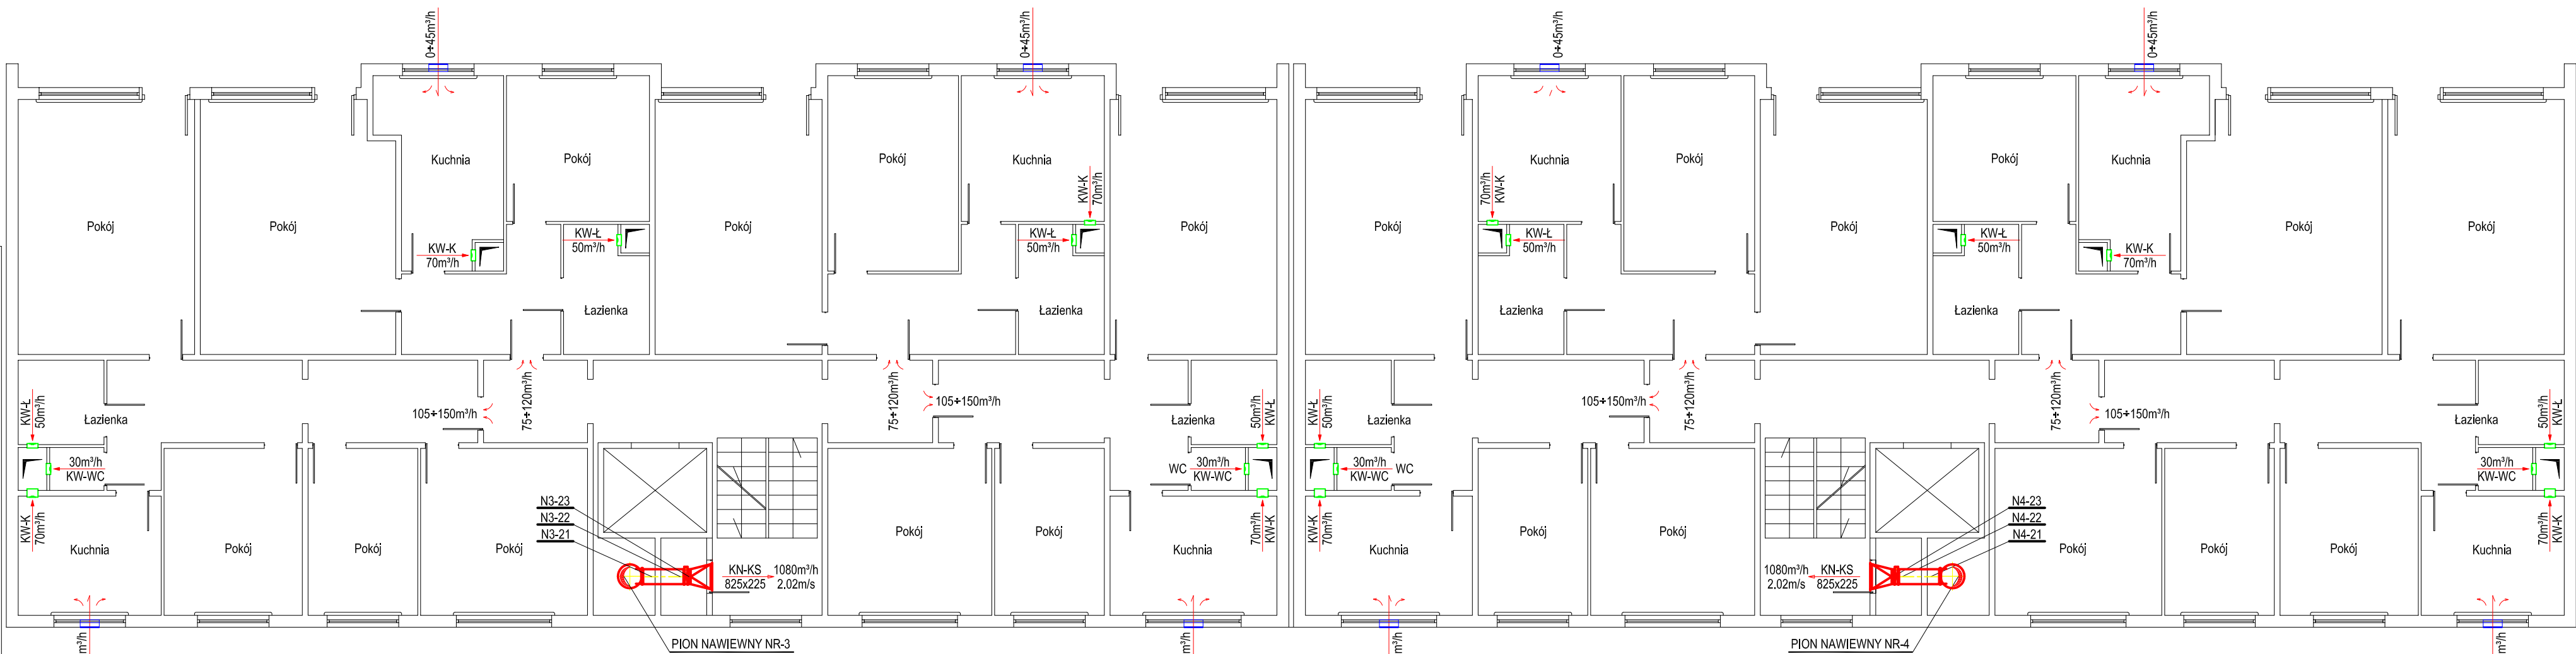 0÷45m³/h
0÷45m³/h
0÷45m³/h
0÷45m³/h
Kuchnia
Pokój
Pokój
Kuchnia
Kuchnia
Pokój
Pokój
Kuchnia
KW-K
70m³/h
70m³/h
KW-K
Pokój
Pokój
Pokój
Pokój
Pokój
Pokój
Pokój
Pokój
KW-K
70m³/h
KW-Ł
50m³/h
KW-Ł
50m³/h
KW-Ł
50m³/h
KW-Ł
50m³/h
KW-K
70m³/h
Łazienka
Łazienka
Łazienka
Łazienka
75÷120m³/h
75÷120m³/h
75÷120m³/h
75÷120m³/h
105÷150m³/h
105÷150m³/h
105÷150m³/h
105÷150m³/h
KW-Ł
50m³/h
Łazienka
Łazienka
50m³/h
KW-Ł
KW-Ł
50m³/h
Łazienka
Łazienka
50m³/h
KW-Ł
30m³/h
KW-WC
WC
30m³/h
KW-WC
30m³/h
KW-WC
WC
30m³/h
KW-WC
KW-K
70m³/h
70m³/h
KW-K
KW-K
70m³/h
70m³/h
KW-K
N3-23
N3-22
N3-21
N4-23
N4-22
N4-21
Kuchnia
Pokój
Pokój
Pokój
Pokój
Pokój
Kuchnia
Kuchnia
Pokój
Pokój
Pokój
Pokój
Pokój
Kuchnia
KN-KS
825x225
1080m³/h
2,02m/s
1080m³/h
2.02m/s
KN-KS
825x225
m³/h
m³/h
m³/h
m³/h
PION NAWIEWNY NR-3
PION NAWIEWNY NR-4